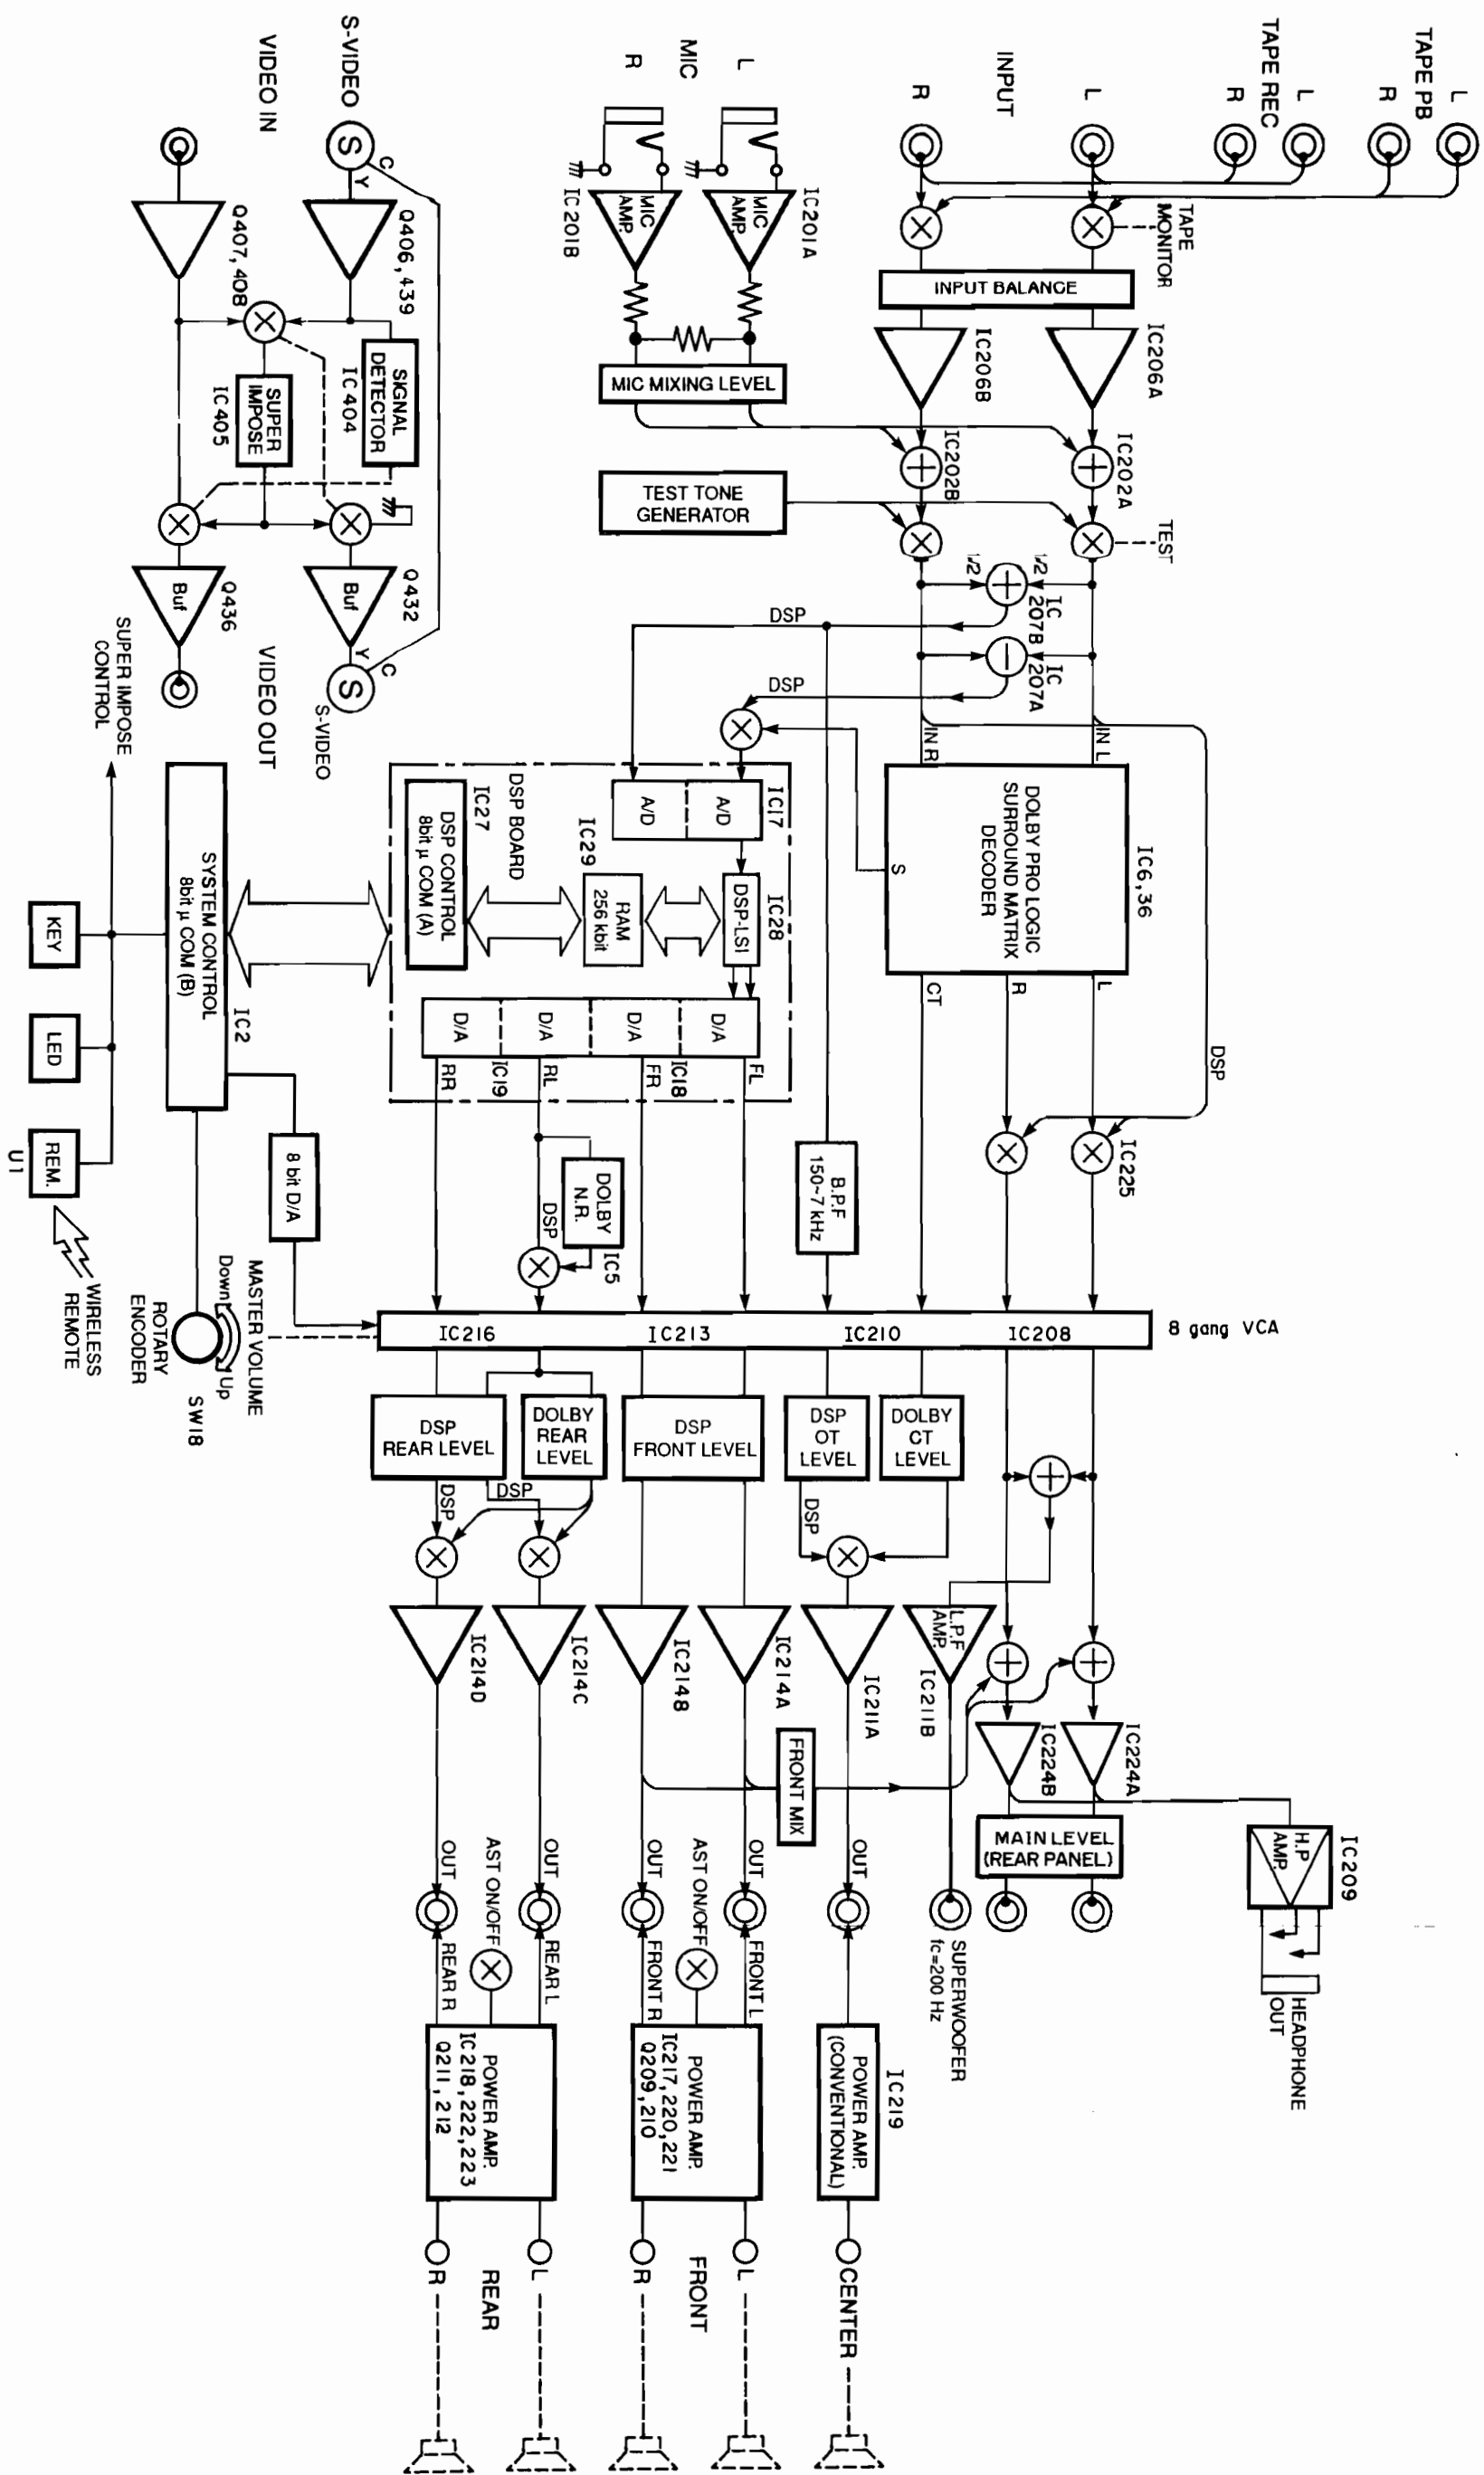 TAPE PB
L
R
TAPE REC
L
R
INPUT
L
R
TAPE
MONITOR
INPUT BALANCE
IC206A
IC206B
IC202A
IC202B
TEST
MIC
L
R
IC201A
IC201B
MIC
AMP.
MIC
AMP.
MIC MIXING LEVEL
TEST TONE
GENERATOR
1/2
1/2
IC
207B
IC
207A
DSP
DSP
IN L
IN R
DOLBY PRO LOGIC
SURROUND MATRIX
DECODER
IC6,36
S
L
R
CT
DSP
IC225
S-VIDEO
S
C
Y
VIDEO IN
Q406,439
Q407,408
SIGNAL
DETECTOR
IC404
SUPER
IMPOSE
IC405
Buf
Q432
Buf
Q436
Y
C
S
S-VIDEO
VIDEO OUT
SUPER IMPOSE
CONTROL
DSP BOARD
IC17
A/D
A/D
IC28
DSP-LSI
IC29
RAM
256 kbit
IC27
DSP CONTROL
8bit μ COM (A)
D/A
D/A
D/A
D/A
FL
IC18
FR
RL
IC19
RR
SYSTEM CONTROL
8bit μ COM (B)
IC2
KEY
LED
REM.
U1
WIRELESS
REMOTE
8 bit D/A
MASTER VOLUME
Down
Up
ROTARY
ENCODER
SW18
DOLBY
N.R.
IC5
DSP
B.P.F
150~7 kHz
IC216
IC213
IC210
IC208
8 gang VCA
DSP
REAR LEVEL
DOLBY
REAR
LEVEL
DSP
FRONT LEVEL
DSP
OT
LEVEL
DOLBY
CT
LEVEL
DSP
DSP
DSP
IC214D
IC214C
IC214B
IC214A
IC211A
L.P.F
AMP.
IC211B
IC224B
IC224A
FRONT MIX
MAIN LEVEL
(REAR PANEL)
H.P
AMP.
IC209
HEADPHONE
OUT
SUPERWOOFER
fc=200 Hz
OUT
OUT
OUT
OUT
OUT
AST ON/OFF
AST ON/OFF
REAR R
REAR L
FRONT R
FRONT L
POWER AMP.
(CONVENTIONAL)
IC219
POWER AMP.
IC217,220,221
Q209,210
POWER AMP.
IC218,222,223
Q211,212
CENTER
L
FRONT
R
L
REAR
R